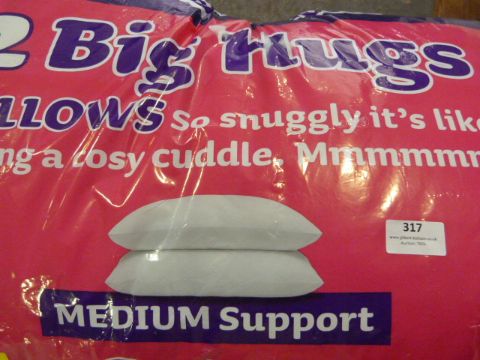 2 Big Hugs
LLOWS So snuggly it's like
ng a cosy cuddle. Mmmmmm
317
MEDIUM Support